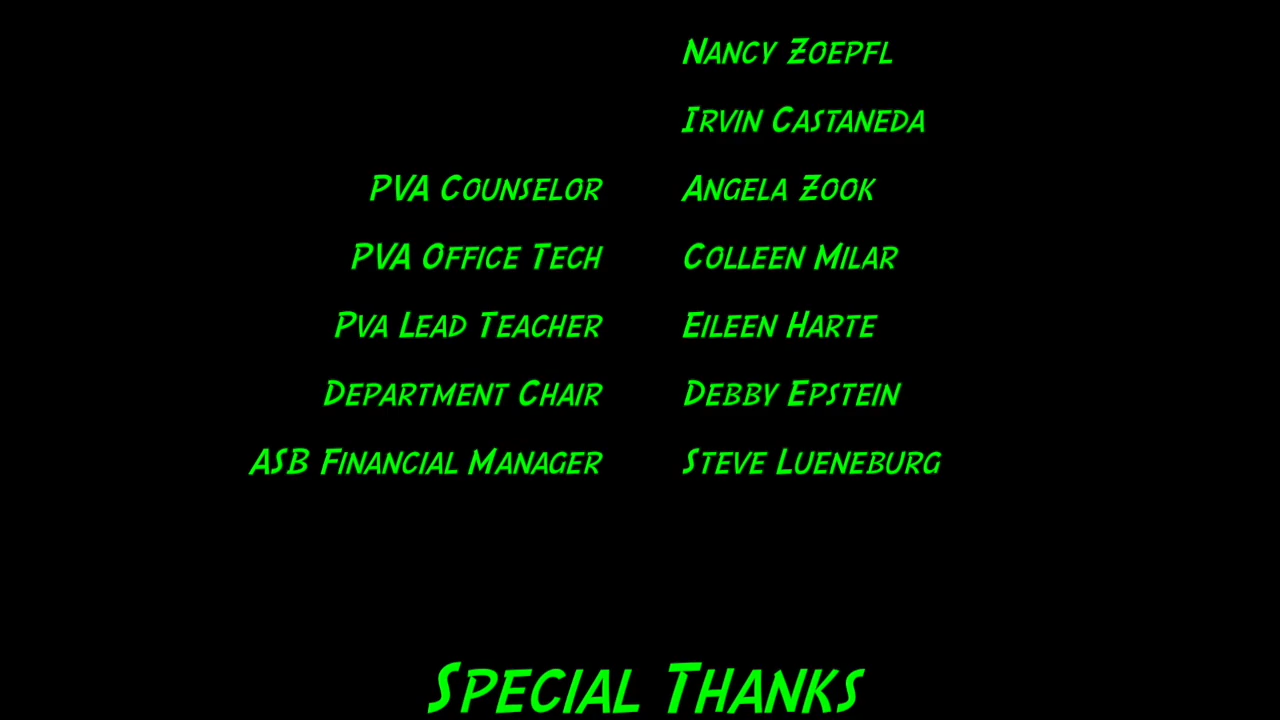 Nancy Zoepfl
Irvin Castaneda
PVA Counselor Angela Zook
PVA Office Tech Colleen Milar
Pva Lead Teacher Eileen Harte
Department Chair Debby Epstein
ASB Financial Manager Steve Lueneburg
Special Thanks